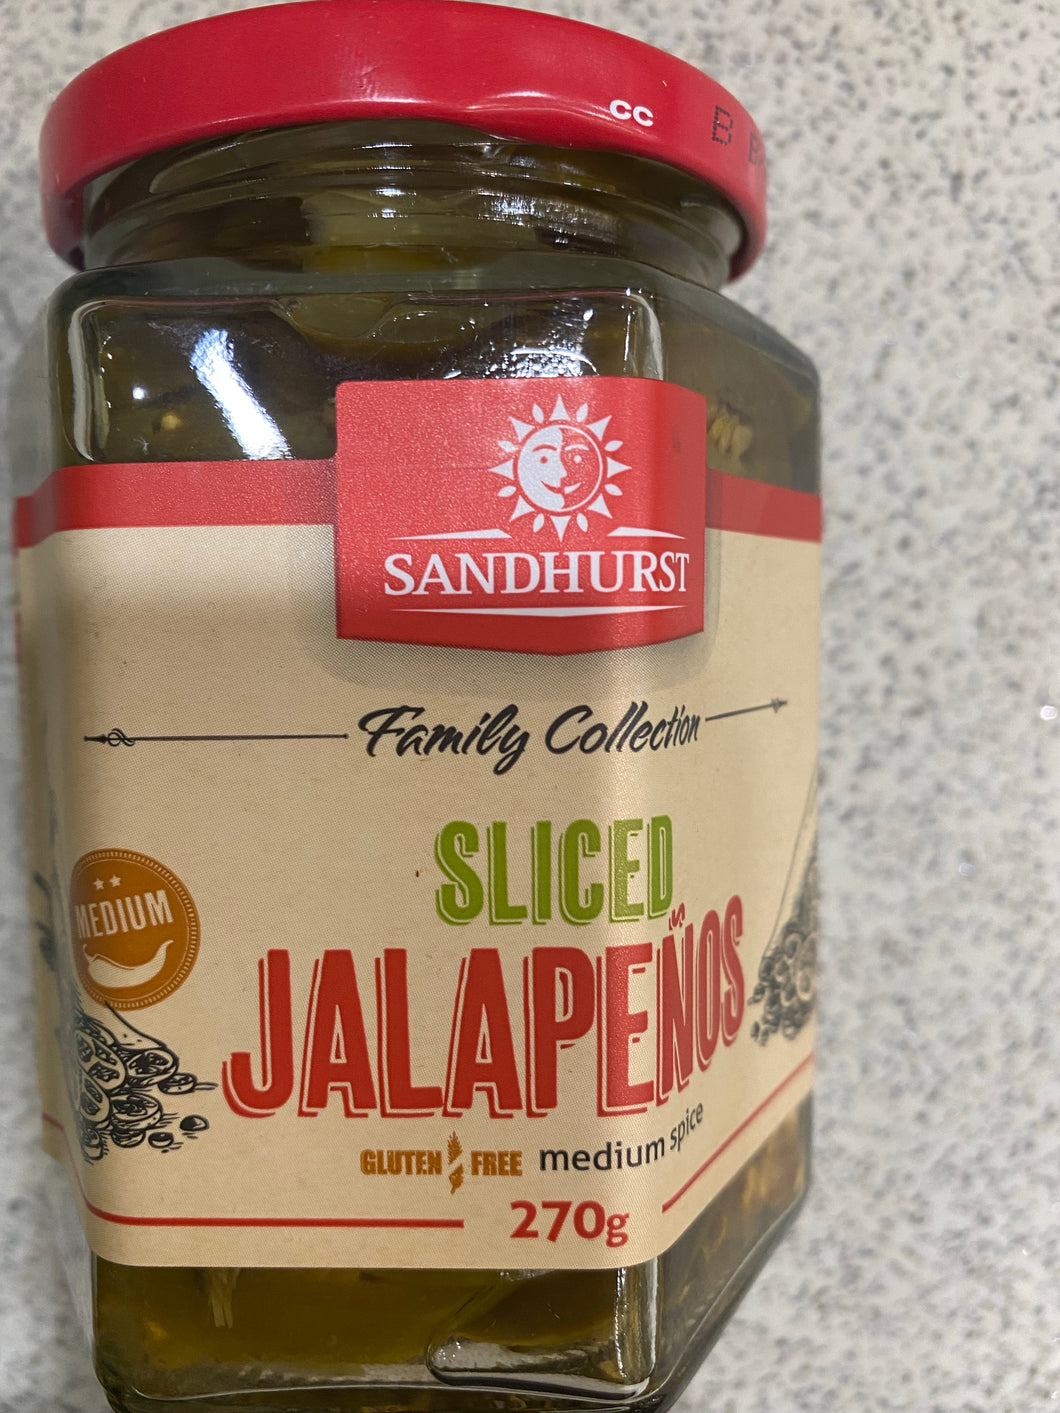 CC
SANDHURST
Family Collection
SLICED
MEDIUM
JALAPEÑOS
GLUTEN FREE medium spice
270g